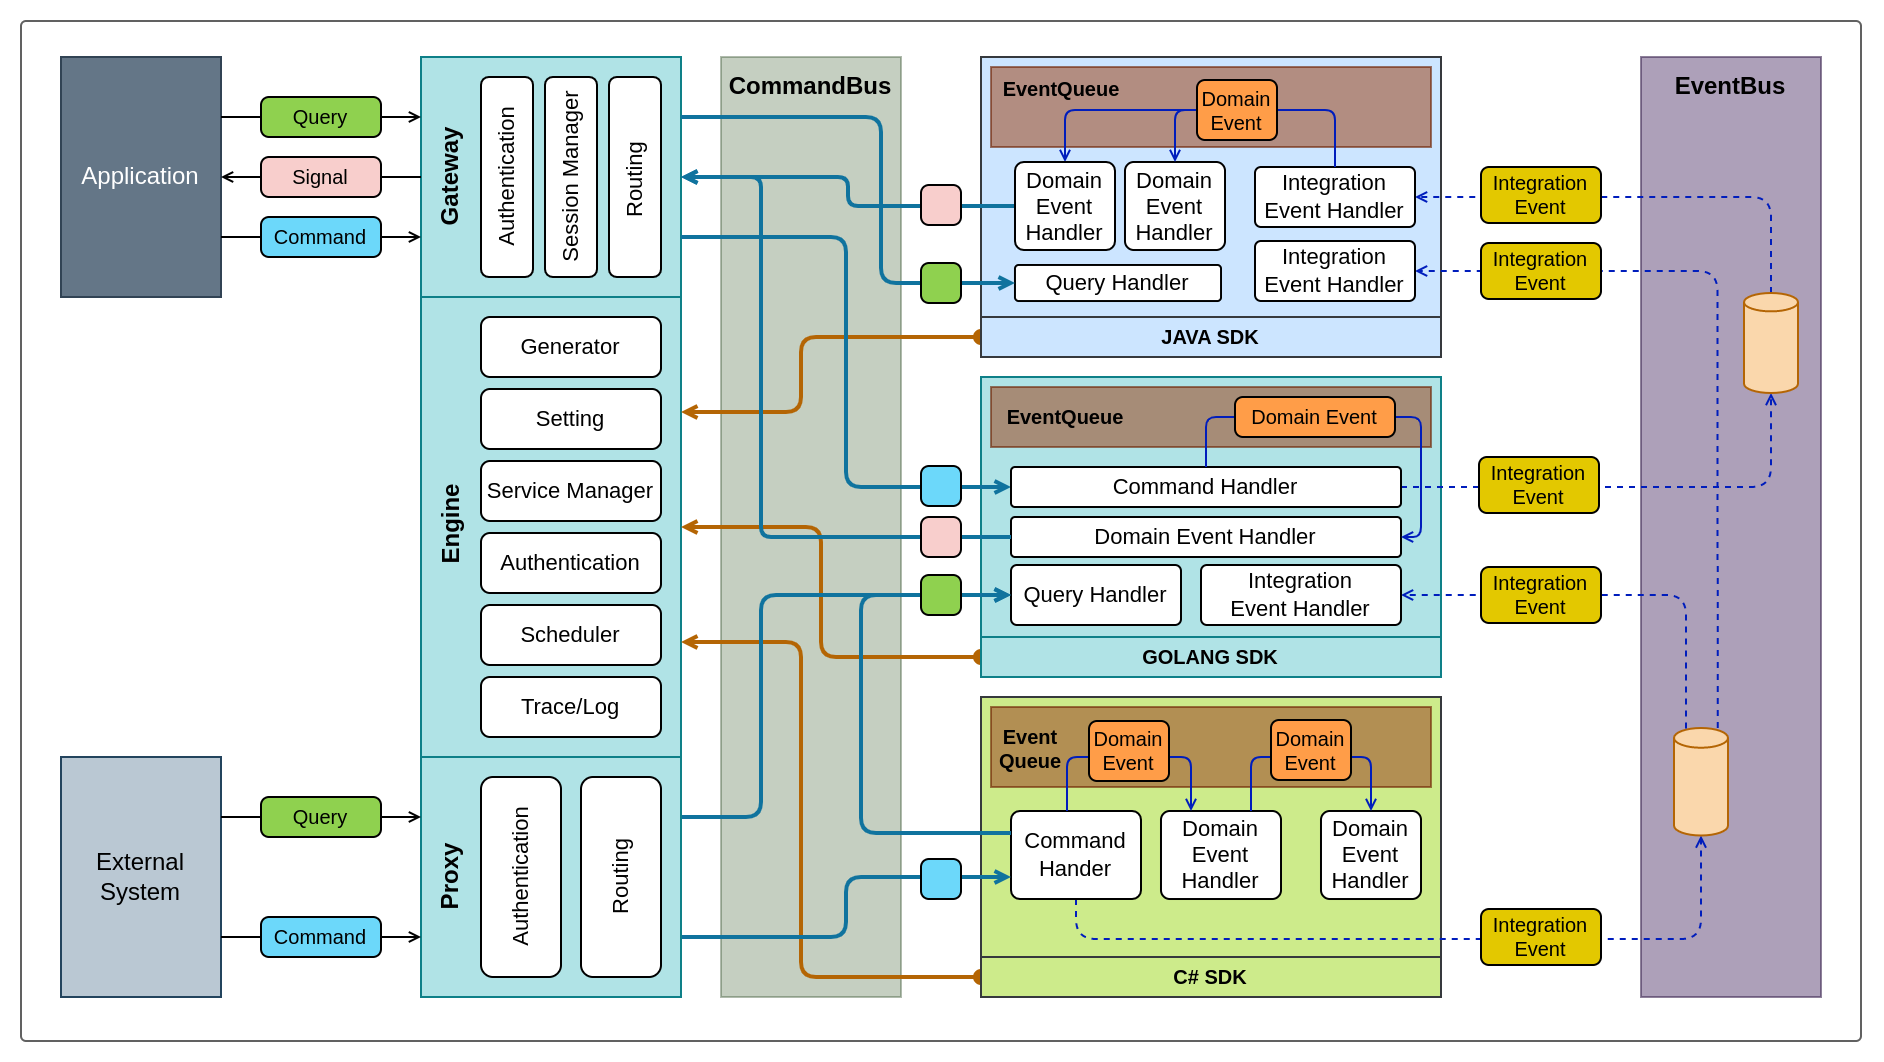 Application
Query
Signal
Command
Gateway
Authentication
Session Manager
Routing
Engine
Generator
Setting
Service Manager
Authentication
Scheduler
Trace/Log
External
System
Query
Command
Proxy
Authentication
Routing
CommandBus
EventQueue
Domain
Event
Domain
Event
Handler
Domain
Event
Handler
Integration
Event Handler
Query Handler
Integration
Event Handler
JAVA SDK
EventQueue
Domain Event
Command Handler
Domain Event Handler
Query Handler
Integration
Event Handler
GOLANG SDK
Event
Queue
Domain
Event
Domain
Event
Command
Hander
Domain
Event
Handler
Domain
Event
Handler
C# SDK
Integration
Event
Integration
Event
Integration
Event
Integration
Event
Integration
Event
EventBus